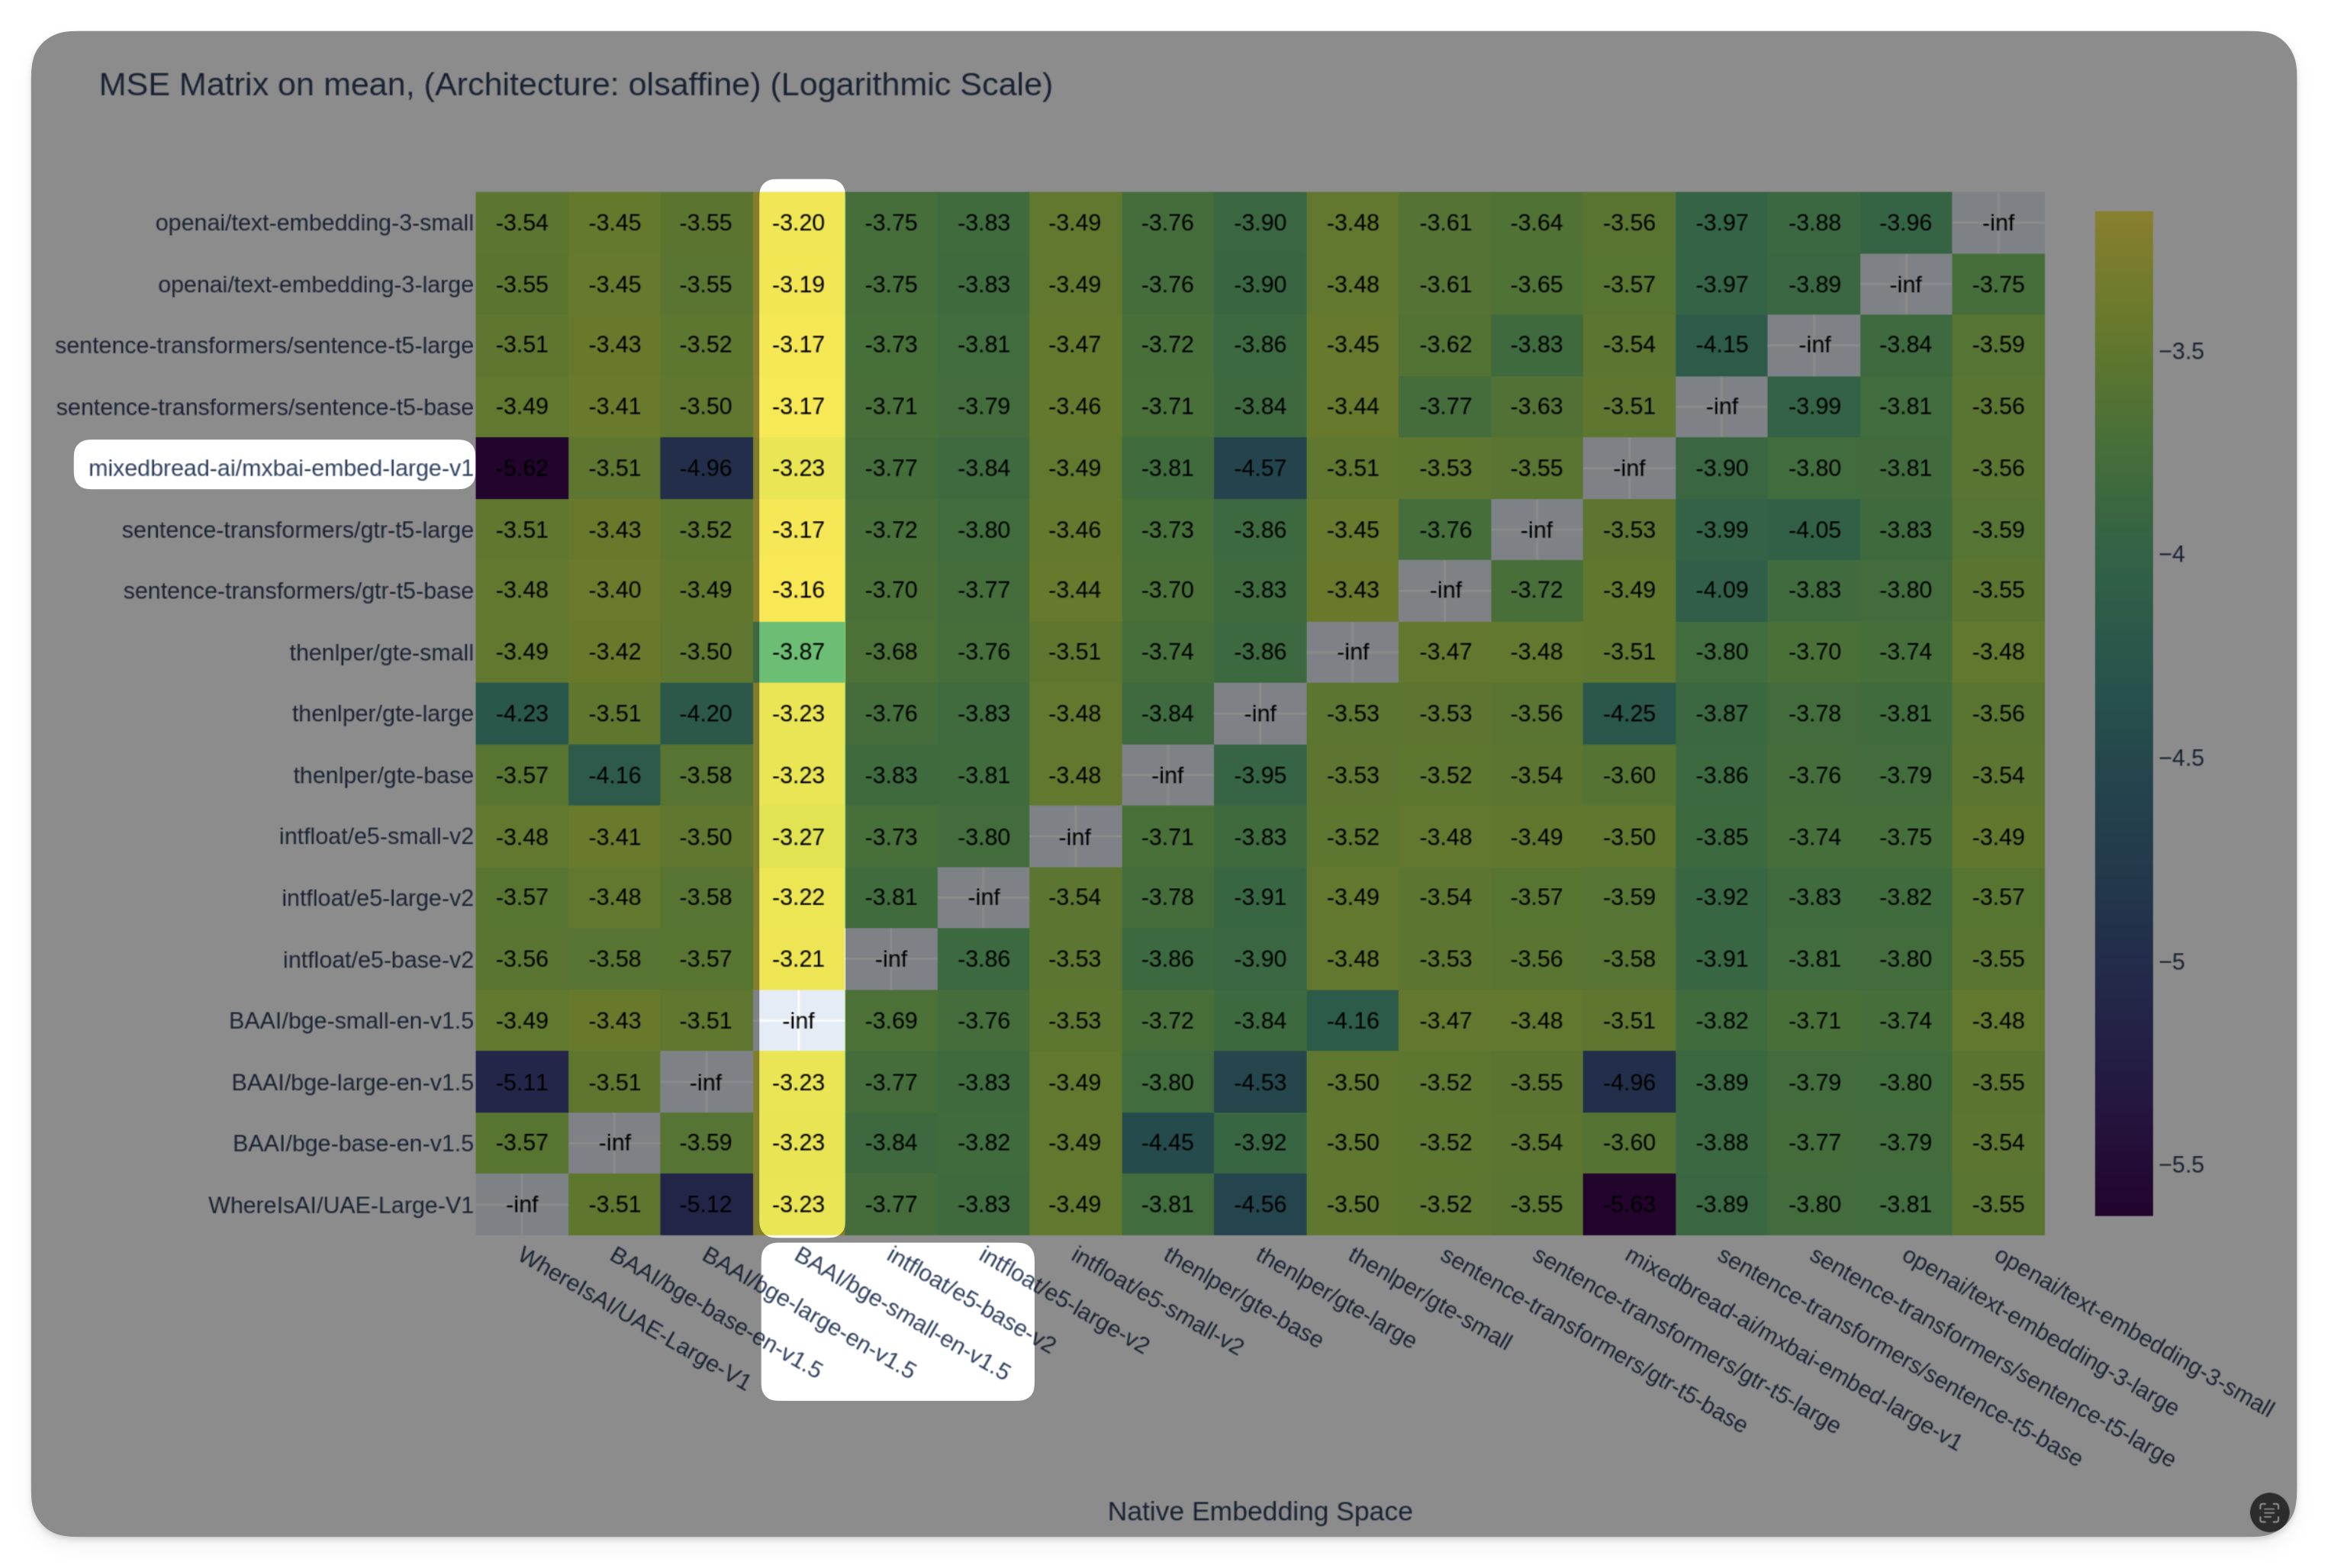 MSE Matrix on mean, (Architecture: olsaffine) (Logarithmic Scale)
openai/text-embedding-3-small -3.54 -3.45 -3.55 -3.20 -3.75 -3.83 -3.49 -3.76 -3.90 -3.48 -3.61 -3.64 -3.56 -3.97 -3.88 -3.96 -inf
openai/text-embedding-3-large -3.55 -3.45 -3.55 -3.19 -3.75 -3.83 -3.49 -3.76 -3.90 -3.48 -3.61 -3.65 -3.57 -3.97 -3.89 -inf -3.75
sentence-transformers/sentence-t5-large -3.51 -3.43 -3.52 -3.17 -3.73 -3.81 -3.47 -3.72 -3.86 -3.45 -3.62 -3.83 -3.54 -4.15 -inf -3.84 -3.59
sentence-transformers/sentence-t5-base -3.49 -3.41 -3.50 -3.17 -3.71 -3.79 -3.46 -3.71 -3.84 -3.44 -3.77 -3.63 -3.51 -inf -3.99 -3.81 -3.56
mixedbread-ai/mxbai-embed-large-v1 -5.62 -3.51 -4.96 -3.23 -3.77 -3.84 -3.49 -3.81 -4.57 -3.51 -3.53 -3.55 -inf -3.90 -3.80 -3.81 -3.56
sentence-transformers/gtr-t5-large -3.51 -3.43 -3.52 -3.17 -3.72 -3.80 -3.46 -3.73 -3.86 -3.45 -3.76 -inf -3.53 -3.99 -4.05 -3.83 -3.59
sentence-transformers/gtr-t5-base -3.48 -3.40 -3.49 -3.16 -3.70 -3.77 -3.44 -3.70 -3.83 -3.43 -inf -3.72 -3.49 -4.09 -3.83 -3.80 -3.55
thenlper/gte-small -3.49 -3.42 -3.50 -3.87 -3.68 -3.76 -3.51 -3.74 -3.86 -inf -3.47 -3.48 -3.51 -3.80 -3.70 -3.74 -3.48
thenlper/gte-large -4.23 -3.51 -4.20 -3.23 -3.76 -3.83 -3.48 -3.84 -inf -3.53 -3.53 -3.56 -4.25 -3.87 -3.78 -3.81 -3.56
thenlper/gte-base -3.57 -4.16 -3.58 -3.23 -3.83 -3.81 -3.48 -inf -3.95 -3.53 -3.52 -3.54 -3.60 -3.86 -3.76 -3.79 -3.54
intfloat/e5-small-v2 -3.48 -3.41 -3.50 -3.27 -3.73 -3.80 -inf -3.71 -3.83 -3.52 -3.48 -3.49 -3.50 -3.85 -3.74 -3.75 -3.49
intfloat/e5-large-v2 -3.57 -3.48 -3.58 -3.22 -3.81 -inf -3.54 -3.78 -3.91 -3.49 -3.54 -3.57 -3.59 -3.92 -3.83 -3.82 -3.57
intfloat/e5-base-v2 -3.56 -3.58 -3.57 -3.21 -inf -3.86 -3.53 -3.86 -3.90 -3.48 -3.53 -3.56 -3.58 -3.91 -3.81 -3.80 -3.55
BAAI/bge-small-en-v1.5 -3.49 -3.43 -3.51 -inf -3.69 -3.76 -3.53 -3.72 -3.84 -4.16 -3.47 -3.48 -3.51 -3.82 -3.71 -3.74 -3.48
BAAI/bge-large-en-v1.5 -5.11 -3.51 -inf -3.23 -3.77 -3.83 -3.49 -3.80 -4.53 -3.50 -3.52 -3.55 -4.96 -3.89 -3.79 -3.80 -3.55
BAAI/bge-base-en-v1.5 -3.57 -inf -3.59 -3.23 -3.84 -3.82 -3.49 -4.45 -3.92 -3.50 -3.52 -3.54 -3.60 -3.88 -3.77 -3.79 -3.54
WhereIsAI/UAE-Large-V1 -inf -3.51 -5.12 -3.23 -3.77 -3.83 -3.49 -3.81 -4.56 -3.50 -3.52 -3.55 -5.63 -3.89 -3.80 -3.81 -3.55
−3.5
−4
−4.5
−5
−5.5
WhereIsAI/UAE-Large-V1
BAAI/bge-base-en-v1.5
BAAI/bge-large-en-v1.5
BAAI/bge-small-en-v1.5
intfloat/e5-base-v2
intfloat/e5-large-v2
intfloat/e5-small-v2
thenlper/gte-base
thenlper/gte-large
thenlper/gte-small
sentence-transformers/gtr-t5-base
sentence-transformers/gtr-t5-large
mixedbread-ai/mxbai-embed-large-v1
sentence-transformers/sentence-t5-base
sentence-transformers/sentence-t5-large
openai/text-embedding-3-large
openai/text-embedding-3-small
Native Embedding Space